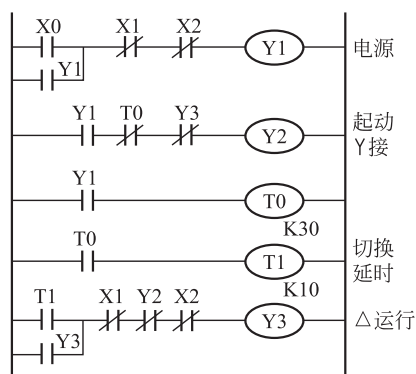 X0 X1 X2 Y1 电源
Y1
Y1 T0 Y3 Y2 起动
Y接
Y1 T0
K30
T0 T1 切换
延时
K10
T1 X1 Y2 X2 Y3 △运行
Y3